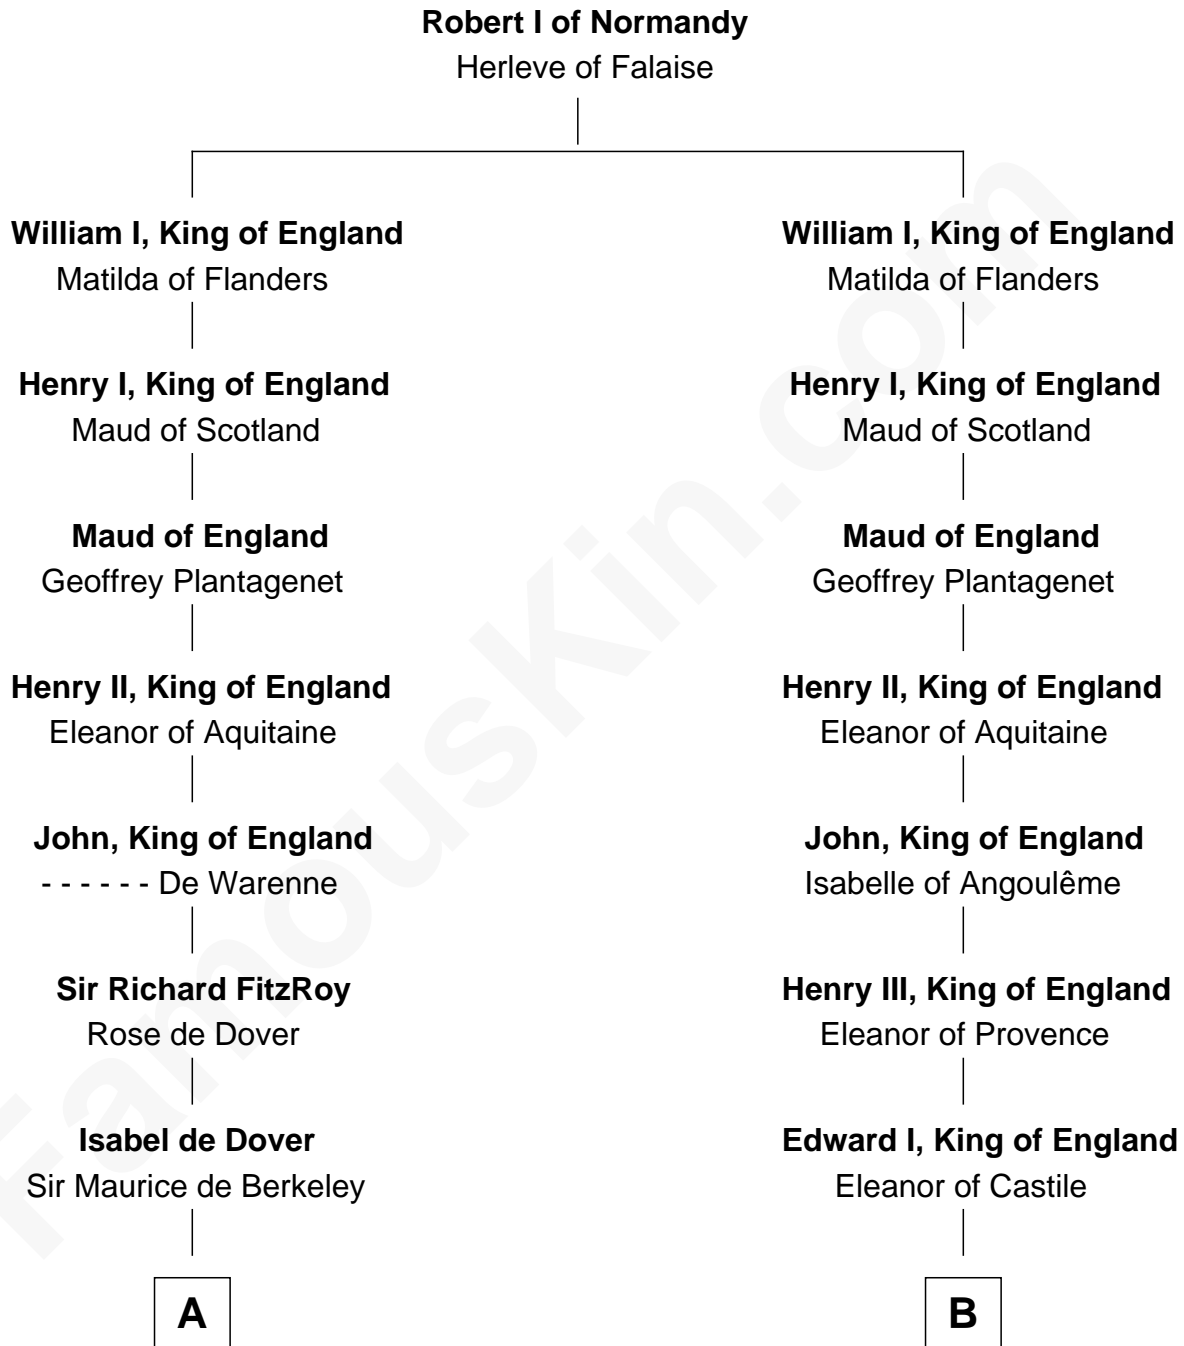 Robert I of Normandy
Herleve of Falaise
William I, King of England
Matilda of Flanders
Henry I, King of England
Maud of Scotland
Maud of England
Geoffrey Plantagenet
Henry II, King of England
Eleanor of Aquitaine
John, King of England
- - - - - - De Warenne
Sir Richard FitzRoy
Rose de Dover
Isabel de Dover
Sir Maurice de Berkeley
A
William I, King of England
Matilda of Flanders
Henry I, King of England
Maud of Scotland
Maud of England
Geoffrey Plantagenet
Henry II, King of England
Eleanor of Aquitaine
John, King of England
Isabelle of Angoulême
Henry III, King of England
Eleanor of Provence
Edward I, King of England
Eleanor of Castile
B
FamousKin.com